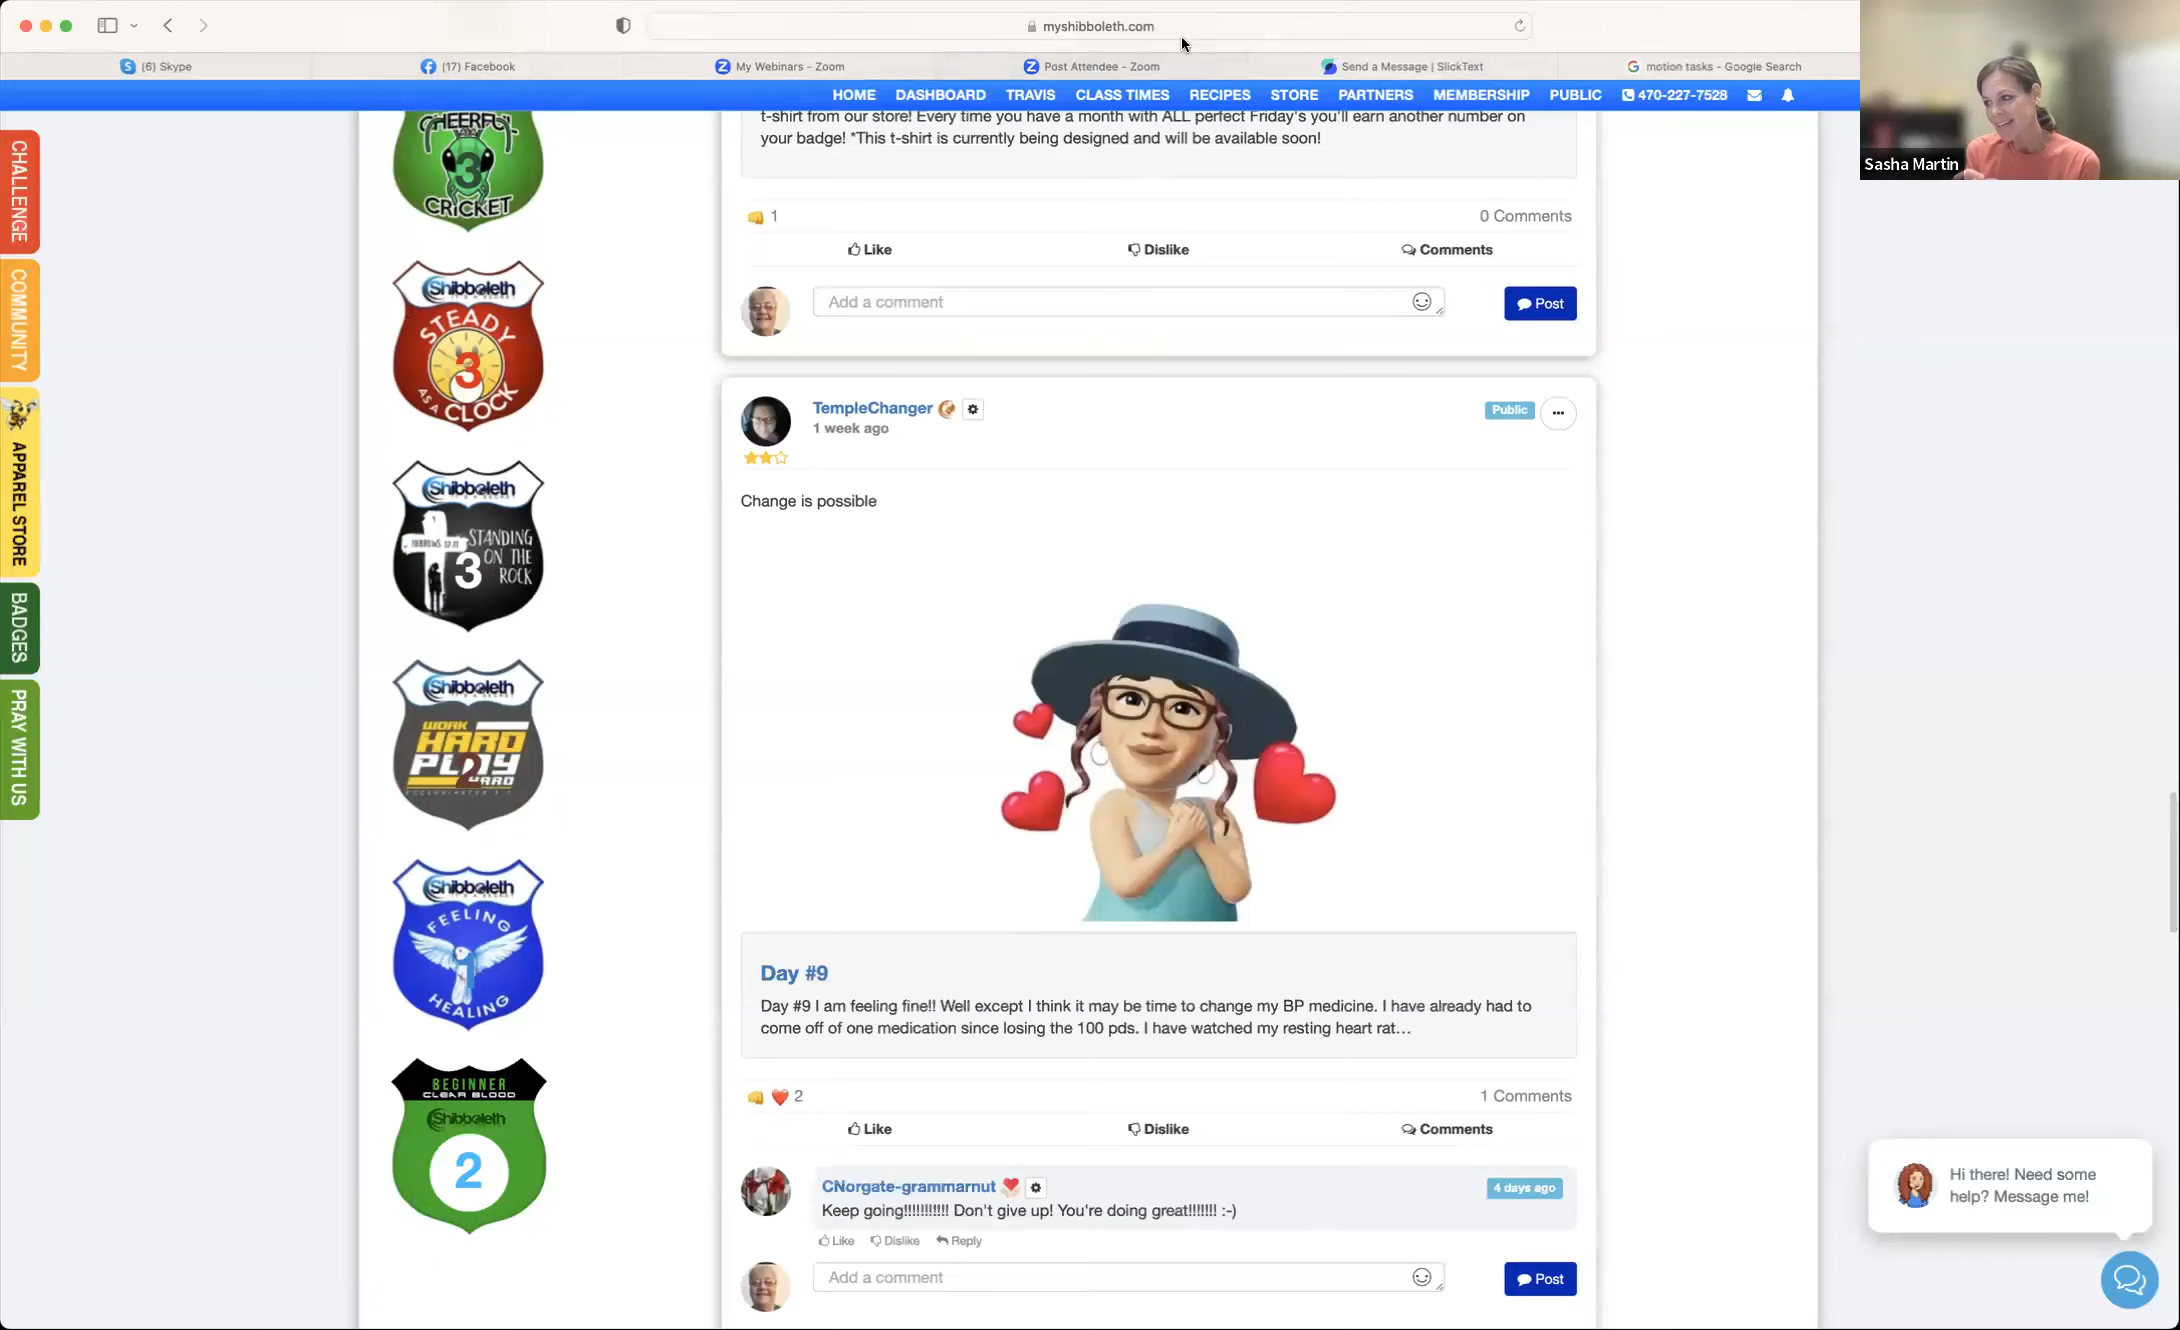 myshibboleth.com
(6) Skype
(17) Facebook
My Webinars - Zoom
Post Attendee - Zoom
Send a Message | SlickText
motion tasks - Google Search
HOME DASHBOARD TRAVIS CLASS TIMES RECIPES STORE PARTNERS MEMBERSHIP PUBLIC 470-227-7528
Sasha Martin
CHALLENGE
COMMUNITY
APPAREL STORE
BADGES
PRAY WITH US
CHEERFUL
3
CRICKET
Shibboleth
STEADY
3
AS A CLOCK
Shibboleth
STANDING
ON THE
ROCK
3
Shibboleth
WORK
HARD
PLAY
HARD
2
Shibboleth
FEELING
1
HEALING
BEGINNER
CLEAR BLOOD
Shibboleth
2
t-shirt from our store! Every time you have a month with ALL perfect Friday's you'll earn another number on
your badge! *This t-shirt is currently being designed and will be available soon!
1
0 Comments
Like
Dislike
Comments
Add a comment
Post
TempleChanger
1 week ago
Public
Change is possible
Day #9
Day #9 I am feeling fine!! Well except I think it may be time to change my BP medicine. I have already had to
come off of one medication since losing the 100 pds. I have watched my resting heart rat...
2
1 Comments
Like
Dislike
Comments
CNorgate-grammarnut
4 days ago
Keep going!!!!!!!!!!! Don't give up! You're doing great!!!!!!! :-)
Like
Dislike
Reply
Add a comment
Post
Hi there! Need some
help? Message me!